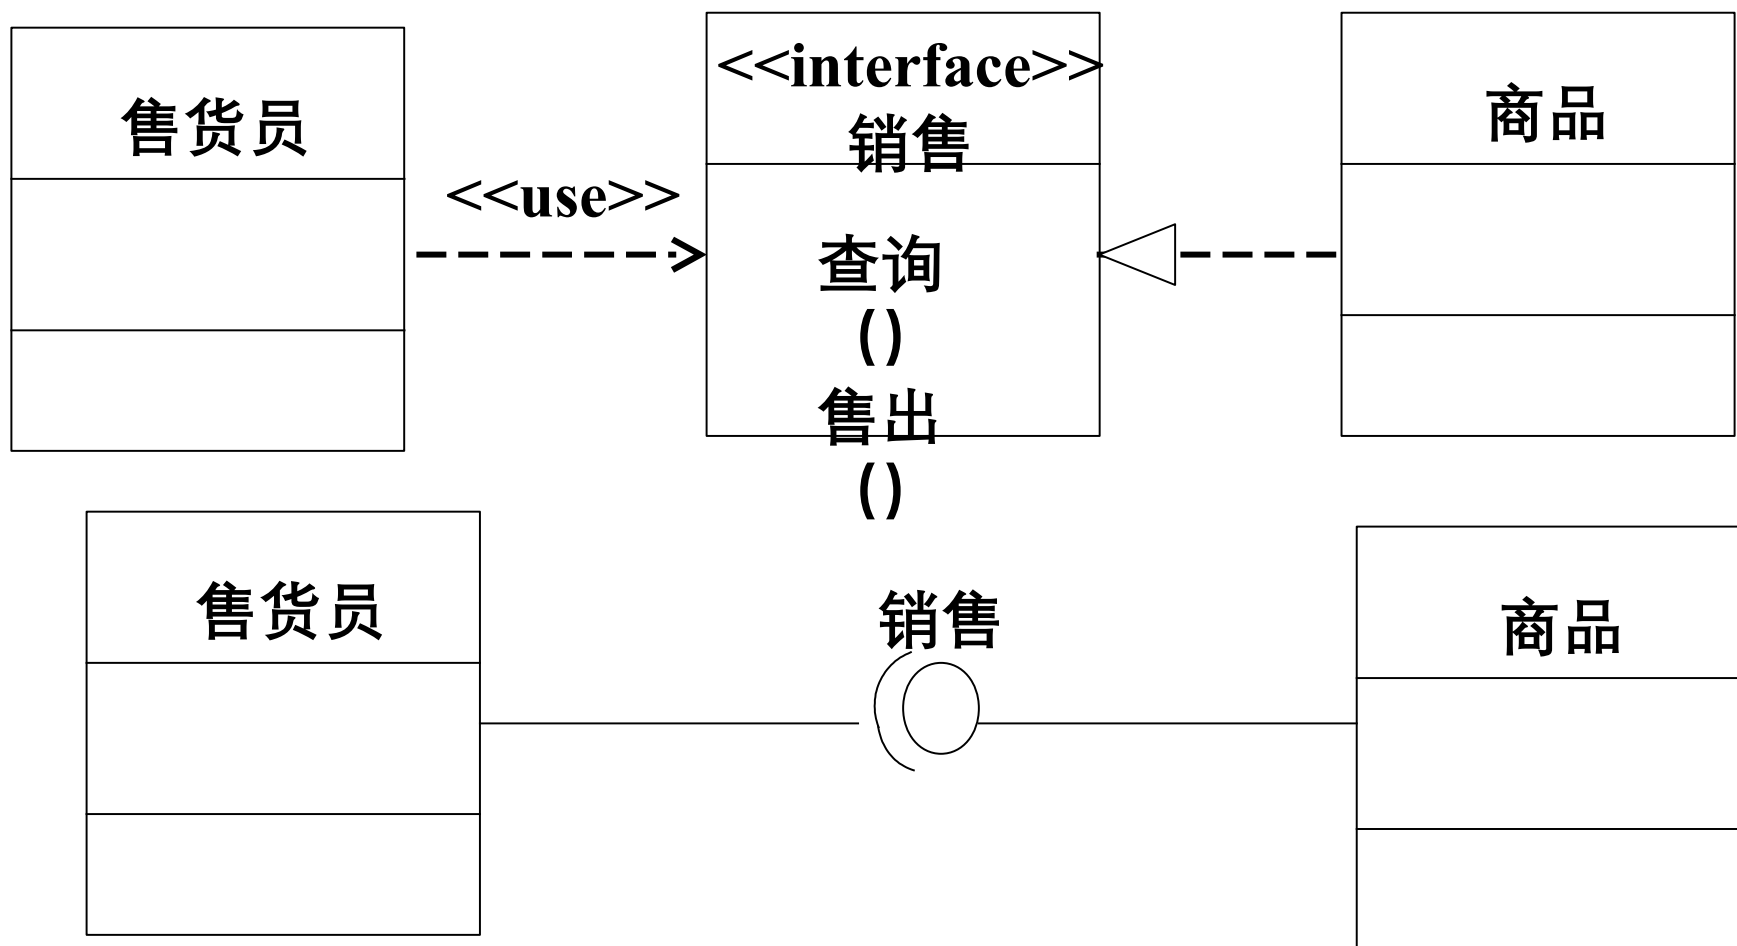 售货员
<<use>>
<<interface>>
销售
查询
()
售出
()
商品
售货员
销售
商品